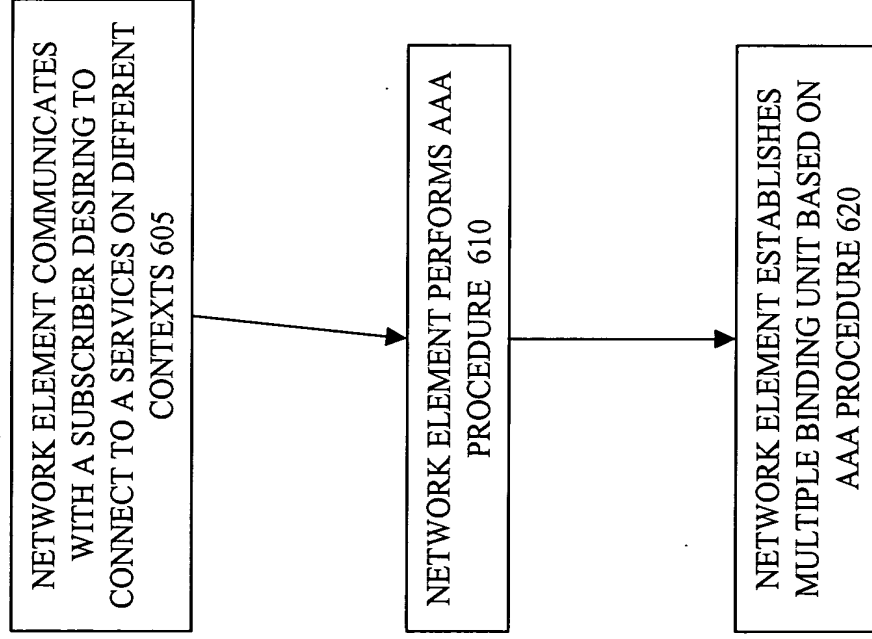 NETWORK ELEMENT COMMUNICATES
WITH A SUBSCRIBER DESIRING TO
CONNECT TO A SERVICES ON DIFFERENT
CONTEXTS 605
NETWORK ELEMENT PERFORMS AAA
PROCEDURE 610
NETWORK ELEMENT ESTABLISHES
MULTIPLE BINDING UNIT BASED ON
AAA PROCEDURE 620